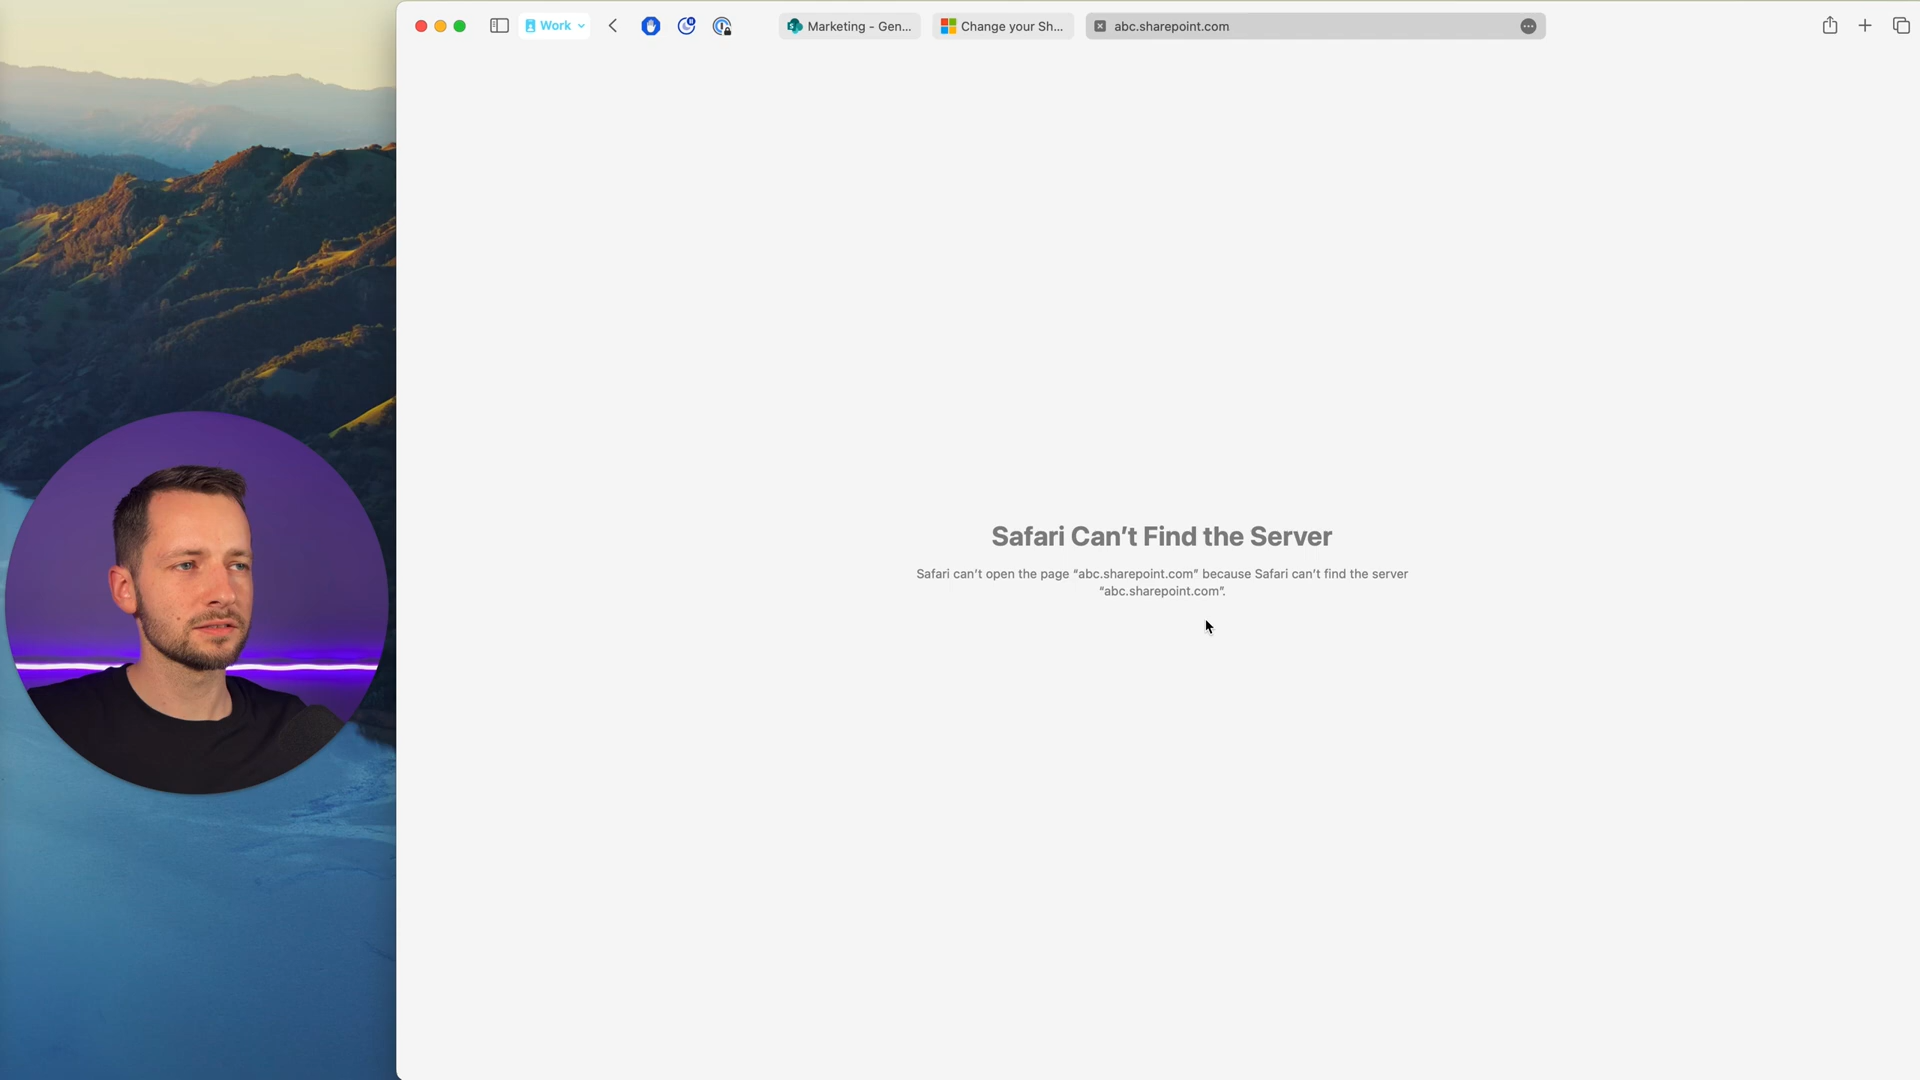 Work
Marketing - Gen...
Change your Sh...
abc.sharepoint.com
Safari Can’t Find the Server
Safari can’t open the page “abc.sharepoint.com” because Safari can’t find the server
“abc.sharepoint.com”.